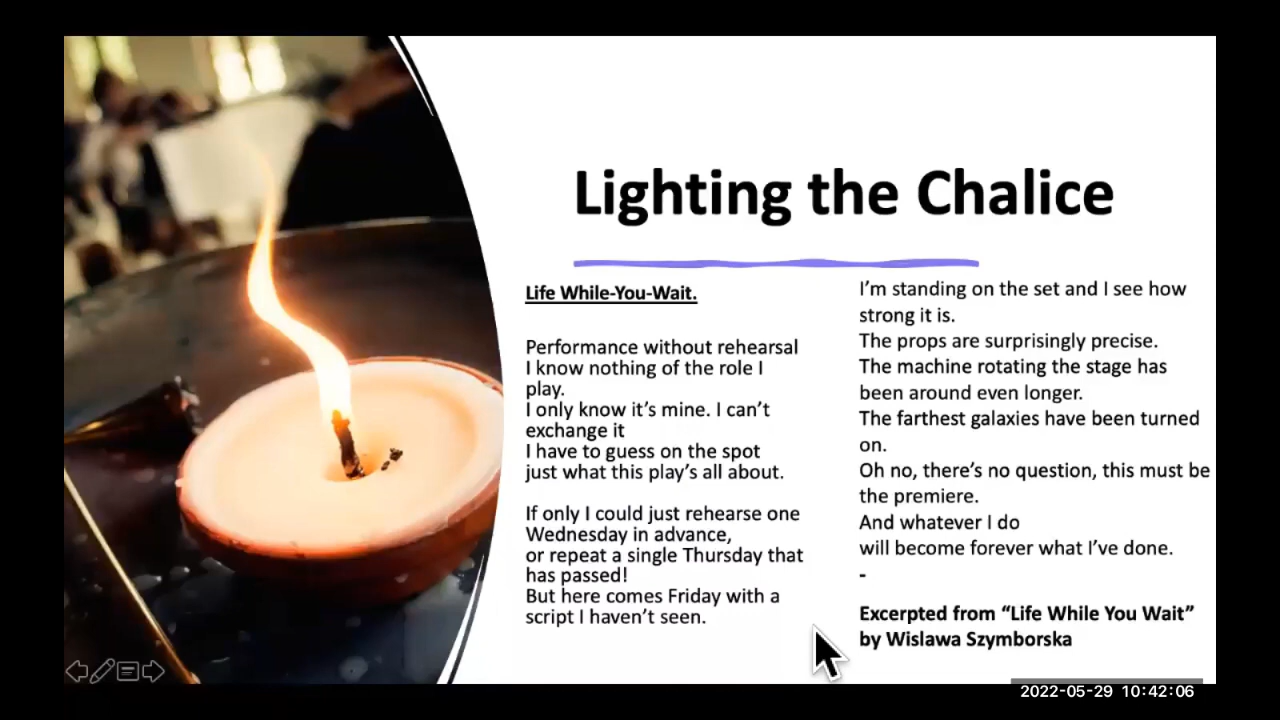 Lighting the Chalice
Life While-You-Wait.
Performance without rehearsal
I know nothing of the role I
play.
I only know it’s mine. I can’t
exchange it
I have to guess on the spot
just what this play’s all about.
If only I could just rehearse one
Wednesday in advance,
or repeat a single Thursday that
has passed!
But here comes Friday with a
script I haven’t seen.
I’m standing on the set and I see how
strong it is.
The props are surprisingly precise.
The machine rotating the stage has
been around even longer.
The farthest galaxies have been turned
on.
Oh no, there’s no question, this must be
the premiere.
And whatever I do
will become forever what I’ve done.
-
Excerpted from “Life While You Wait”
by Wislawa Szymborska
2022-05-29 10:42:06